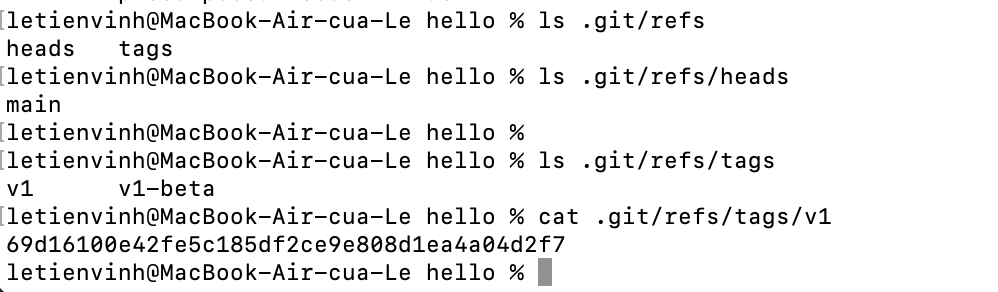 letienvinh@MacBook-Air-cua-Le hello % ls .git/refs
heads   tags
letienvinh@MacBook-Air-cua-Le hello % ls .git/refs/heads
main
letienvinh@MacBook-Air-cua-Le hello %
letienvinh@MacBook-Air-cua-Le hello % ls .git/refs/tags
v1      v1-beta
letienvinh@MacBook-Air-cua-Le hello % cat .git/refs/tags/v1
69d16100e42fe5c185df2ce9e808d1ea4a04d2f7
letienvinh@MacBook-Air-cua-Le hello %